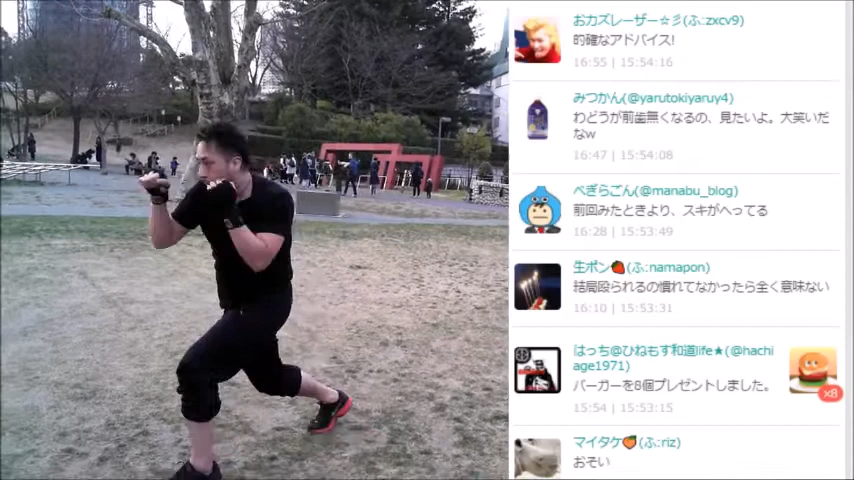 おカズレーザー☆彡(ふ:zxcv9)
的確なアドバイス!
16:55 | 15:54:16
みつかん(@yarutokiyaruy4)
わどうが前歯無くなるの、見たいよ。大笑いだ
なw
16:47 | 15:54:08
べぎらごん(@manabu_blog)
前回みたときより、スキがへってる
16:28 | 15:53:49
生ポン🍓(ふ:namapon)
結局殴られるの慣れてなかったら全く意味ない
16:10 | 15:53:31
はっち@ひねもす和道life★(@hachi
age1971)
バーガーを8個プレゼントしました。
x8
15:54 | 15:53:15
マイタケ🍑(ふ:riz)
おそい